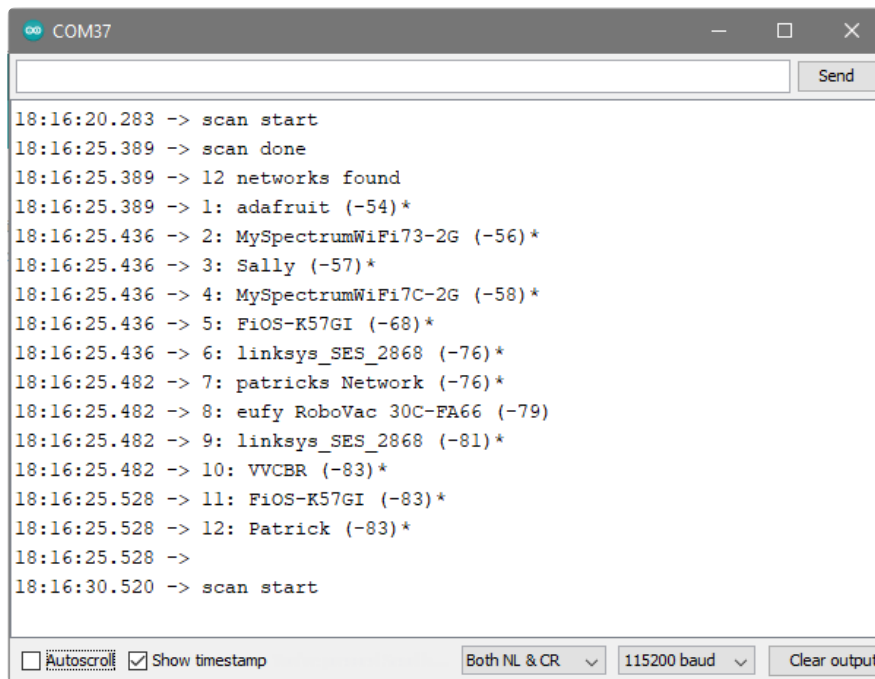 COM37
Send
18:16:20.283 -> scan start
18:16:25.389 -> scan done
18:16:25.389 -> 12 networks found
18:16:25.389 -> 1: adafruit (-54)*
18:16:25.436 -> 2: MySpectrumWiFi73-2G (-56)*
18:16:25.436 -> 3: Sally (-57)*
18:16:25.436 -> 4: MySpectrumWiFi7C-2G (-58)*
18:16:25.436 -> 5: FiOS-K57GI (-68)*
18:16:25.436 -> 6: linksys_SES_2868 (-76)*
18:16:25.482 -> 7: patricks Network (-76)*
18:16:25.482 -> 8: eufy RoboVac 30C-FA66 (-79)
18:16:25.482 -> 9: linksys_SES_2868 (-81)*
18:16:25.482 -> 10: VVCBR (-83)*
18:16:25.528 -> 11: FiOS-K57GI (-83)*
18:16:25.528 -> 12: Patrick (-83)*
18:16:25.528 ->
18:16:30.520 -> scan start
Autoscroll Show timestamp Both NL & CR 115200 baud Clear output